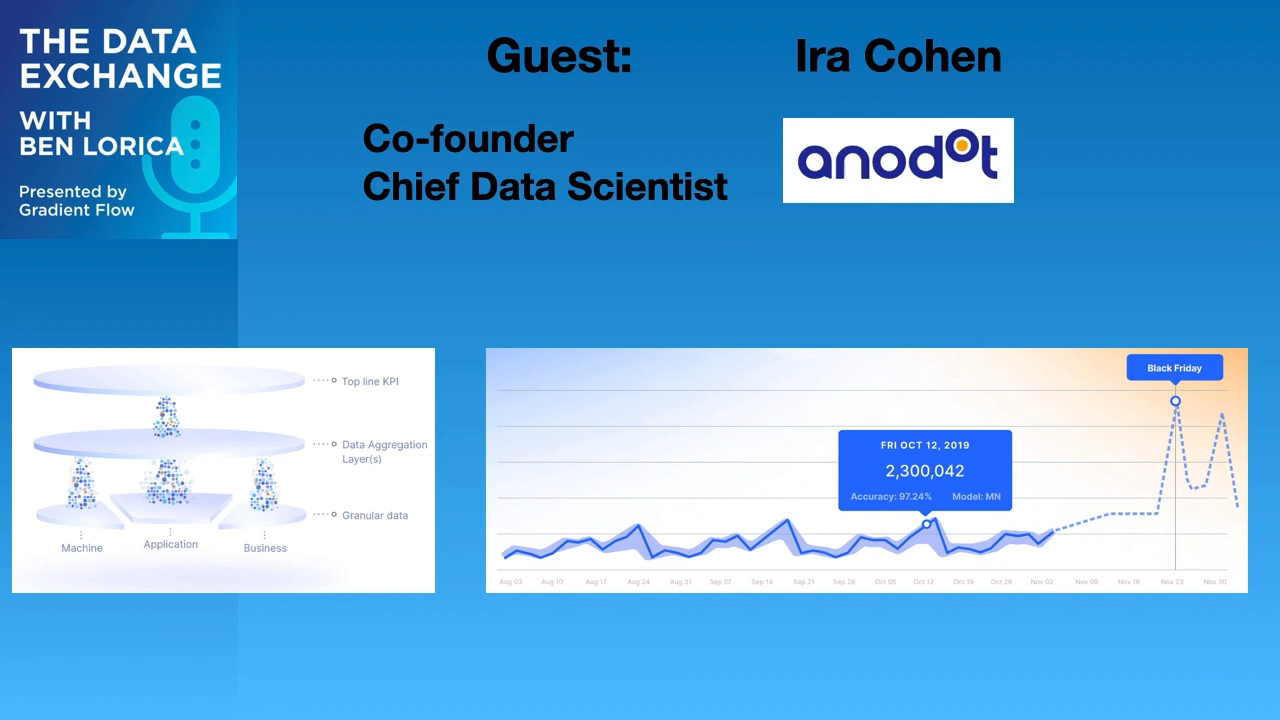 THE DATA
EXCHANGE
WITH
BEN LORICA
Presented by
Gradient Flow
Guest:
Ira Cohen
Co-founder
Chief Data Scientist
anodot
Top line KPI
Data Aggregation
Layer(s)
Granular data
Machine
Application
Business
Black Friday
FRI OCT 12, 2019
2,300,042
Accuracy: 97.24% Model: MN
Aug 03 Aug 10 Aug 17 Aug 24 Aug 31 Sep 07 Sep 14 Sep 21 Sep 28 Oct 05 Oct 12 Oct 19 Oct 26 Nov 02 Nov 09 Nov 16 Nov 23 Nov 30